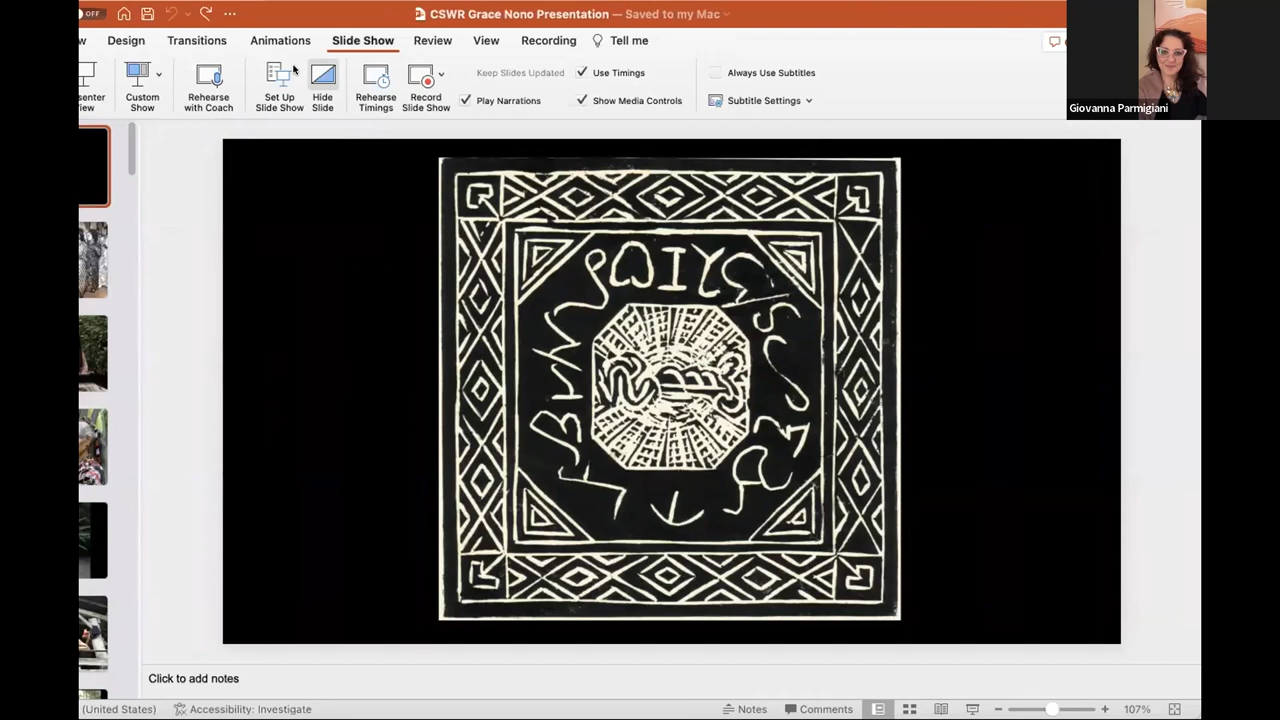 OFF
CSWR Grace Nono Presentation — Saved to my Mac
w Design Transitions Animations Slide Show Review View Recording Tell me
Giovanna Parmigiani
Keep Slides Updated Use Timings Always Use Subtitles
Custom Show
Rehearse with Coach
Set Up Slide Show
Hide Slide
Rehearse Timings
Record Slide Show
Play Narrations Show Media Controls Subtitle Settings
senter View
Click to add notes
(United States) Accessibility: Investigate Notes Comments 107%